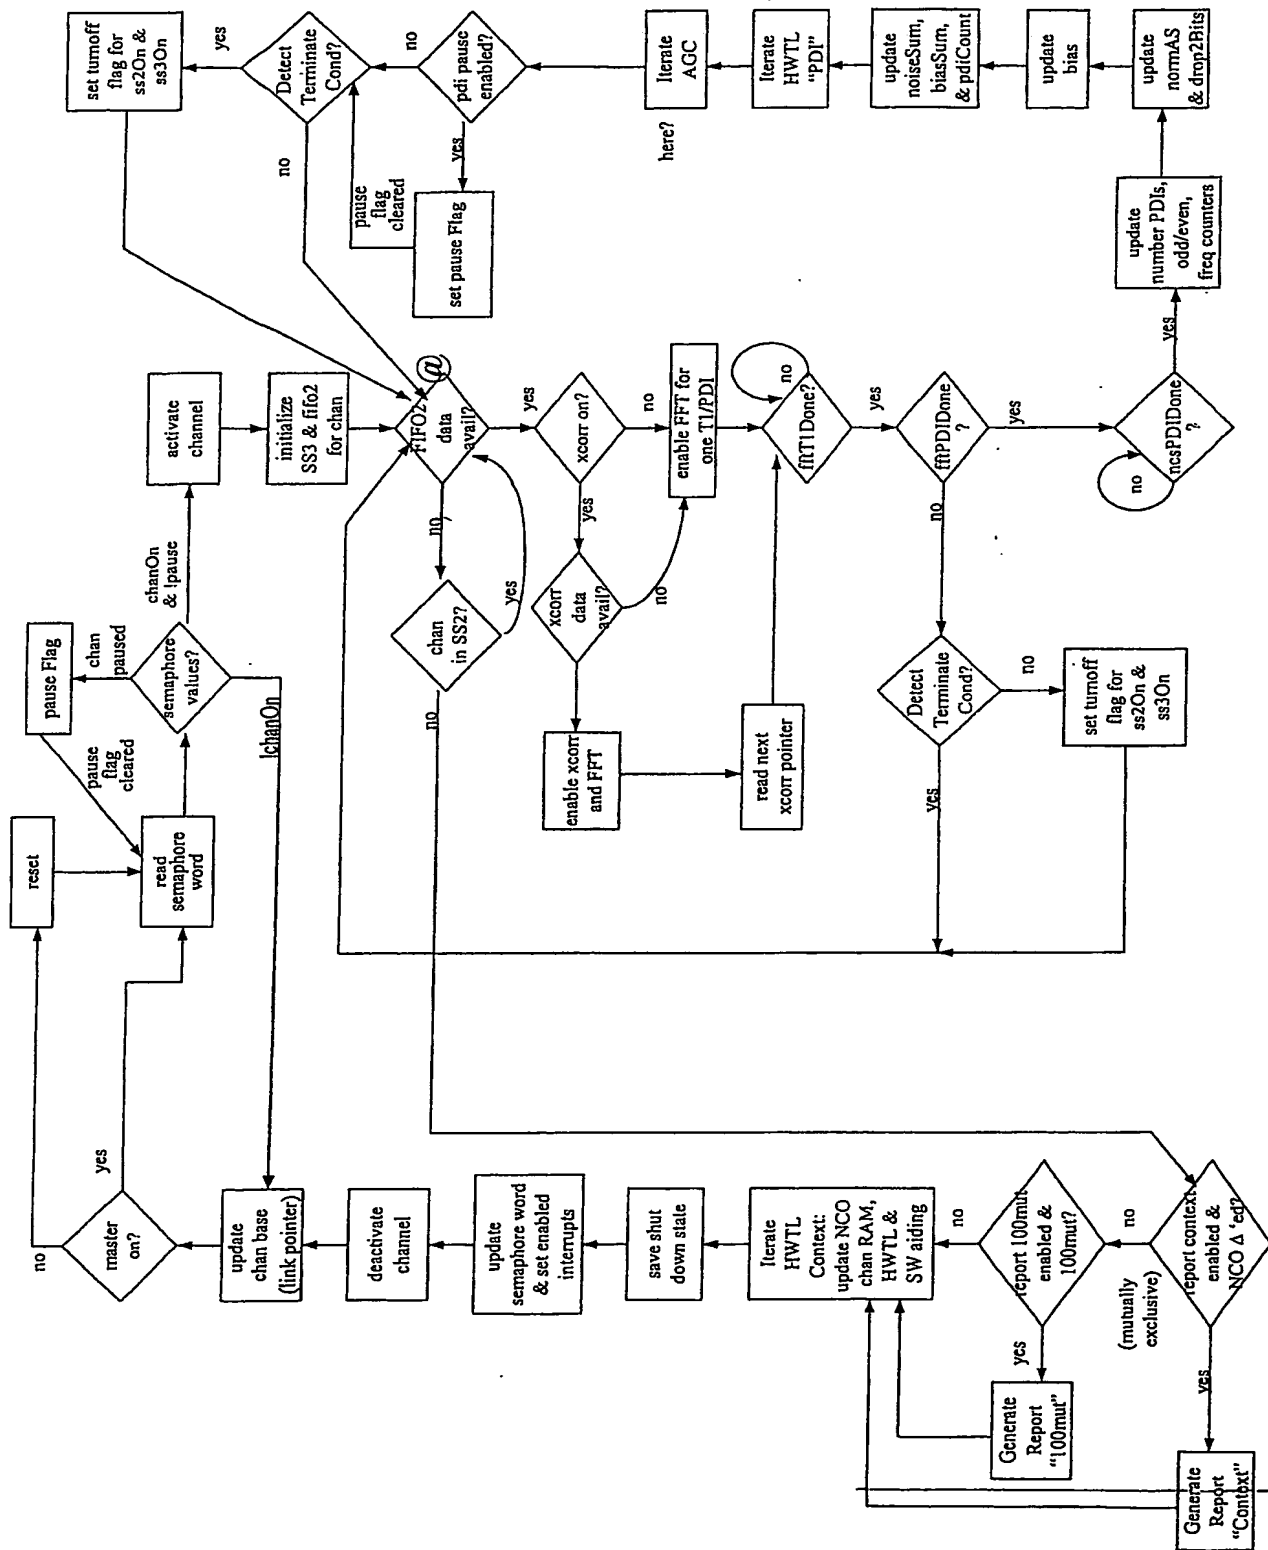 reset
pause Flag
pause
flag
cleared
chan
paused
read
semaphore
word
semaphore
values?
chanOn
& !pause
!chanOn
activate
channel
initialize
SS3 & fifo2
for chan
FIFO2
data
avail?
@
no,
yes
chan
in SS2?
yes
no
xcorr on?
yes
no
xcorr
data
avail?
no
enable xcorr
and FFT
read next
xcorr pointer
enable FFT for
one T1/PDI
fftT1Done?
no
yes
fftPDIDone
?
no
yes
Detect
Terminate
Cond?
yes
no
set turnoff
flag for
ss2On &
ss3On
ncsPDIDone
?
no
yes
update
number PDIs,
odd/even,
freq counters
update
normAS
& drop2Bits
update
bias
update
noiseSum,
biasSum,
& pdiCount
Iterate
HWTL
"PDI"
Iterate
AGC
here?
pdi pause
enabled?
yes
no
set pause Flag
pause
flag
cleared
Detect
Terminate
Cond?
yes
no
set turnoff
flag for
ss2On &
ss3On
report context
enabled &
NCO Δ 'ed?
(mutually
exclusive)
yes
no
Generate
Report
"Context"
report 100mut
enabled &
100mut?
yes
no
Generate
Report
"100mut"
Iterate
HWTL
Context:
update NCO
chan RAM,
HWTL &
SW aiding
save shut
down state
update
semaphore word
& set enabled
interrupts
deactivate
channel
update
chan base
(link pointer)
master
on?
no
yes